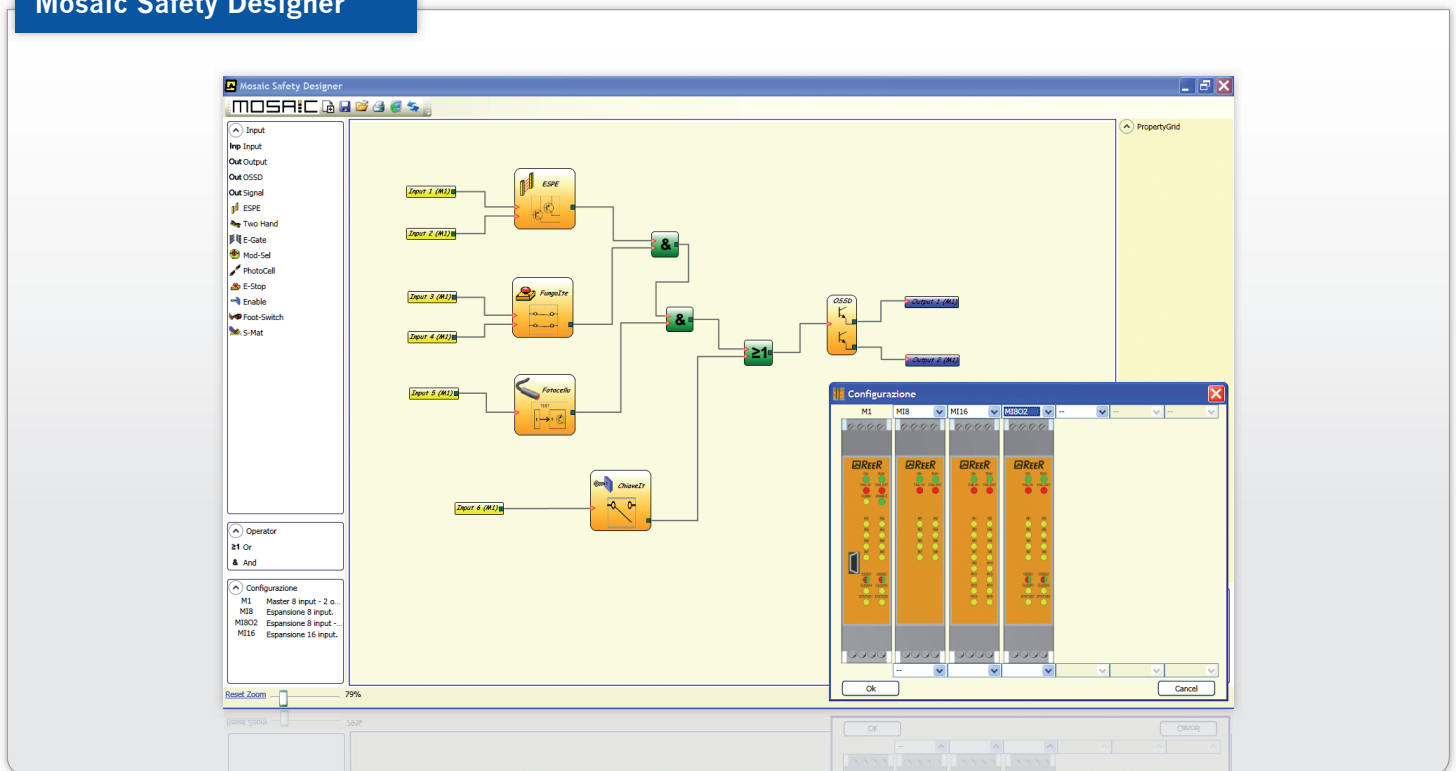 Mosaic Safety Designer
Mosaic Safety Designer
MOSAIC
Input
Inp Input
Out Output
Out OSSD
Out Signal
ESPE
Two Hand
E-Gate
Mod-Sel
PhotoCell
E-Stop
Enable
Foot-Switch
S-Mat
Operator
≥1 Or
& And
Configurazione
M1 Master 8 input - 2 o...
MI8 Espansione 8 input.
MI8O2 Espansione 8 input -...
MI16 Espansione 16 input.
Reset Zoom 79%
Input 1 (M1)
Input 2 (M1)
ESPE
&
Input 3 (M1)
Input 4 (M1)
FungoIte
&
Input 5 (M1)
Fotocellu
TEST
≥1
Input 6 (M1)
ChiaveIt
OSSD
Output 1 (M1)
Output 2 (M1)
PropertyGrid
Configurazione
M1 MI8 MI16 MI8O2 -- -- --
REER REER REER REER
--
Ok Cancel